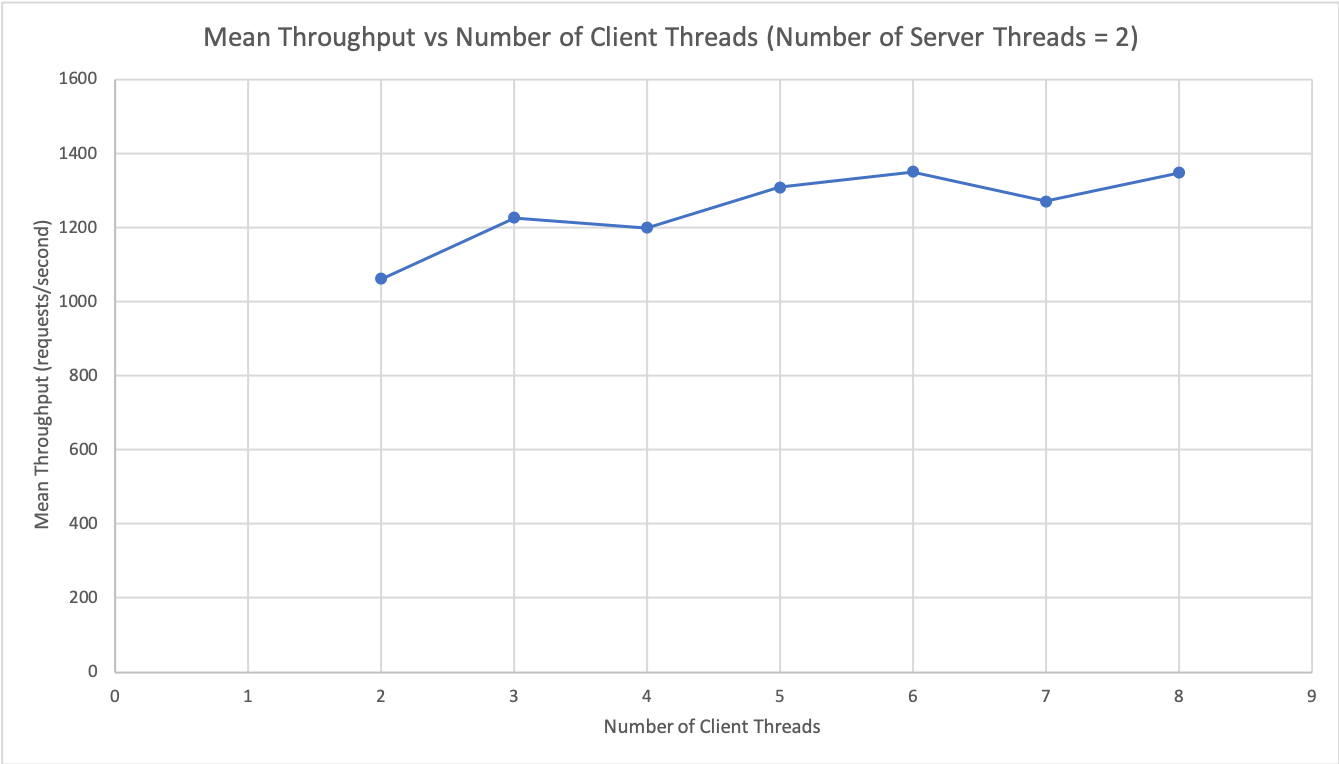 Mean Throughput vs Number of Client Threads (Number of Server Threads = 2)
Mean Throughput (requests/second)
1600
1400
1200
1000
800
600
400
200
0
0 1 2 3 4 5 6 7 8 9
Number of Client Threads